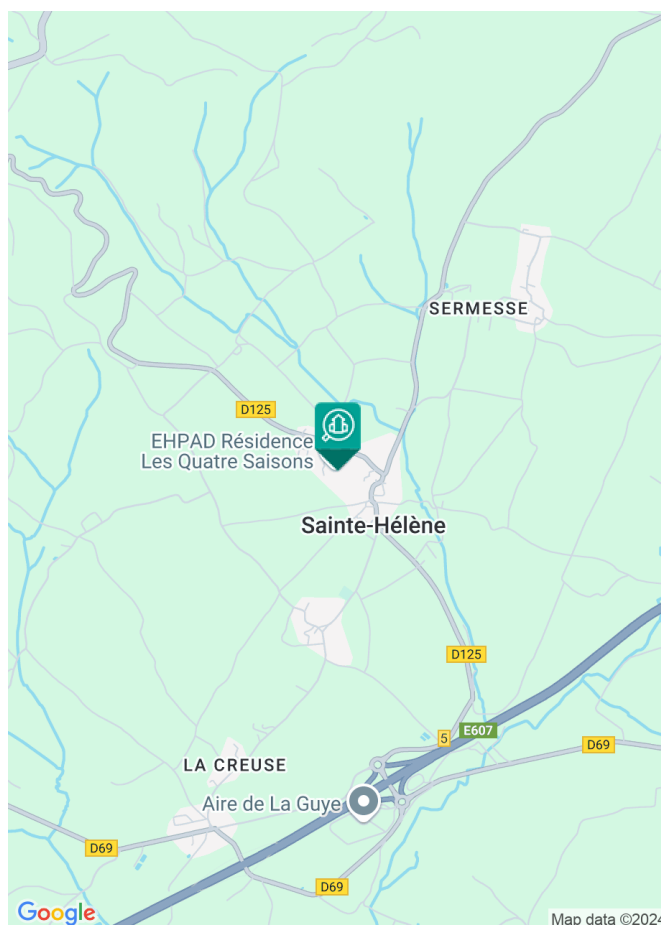 SERMESSE
D125
EHPAD Résidence
Les Quatre Saisons
Sainte-Hélène
D125
E607
5
D69
LA CREUSE
Aire de La Guye
D69
D69
Google
Map data ©2024